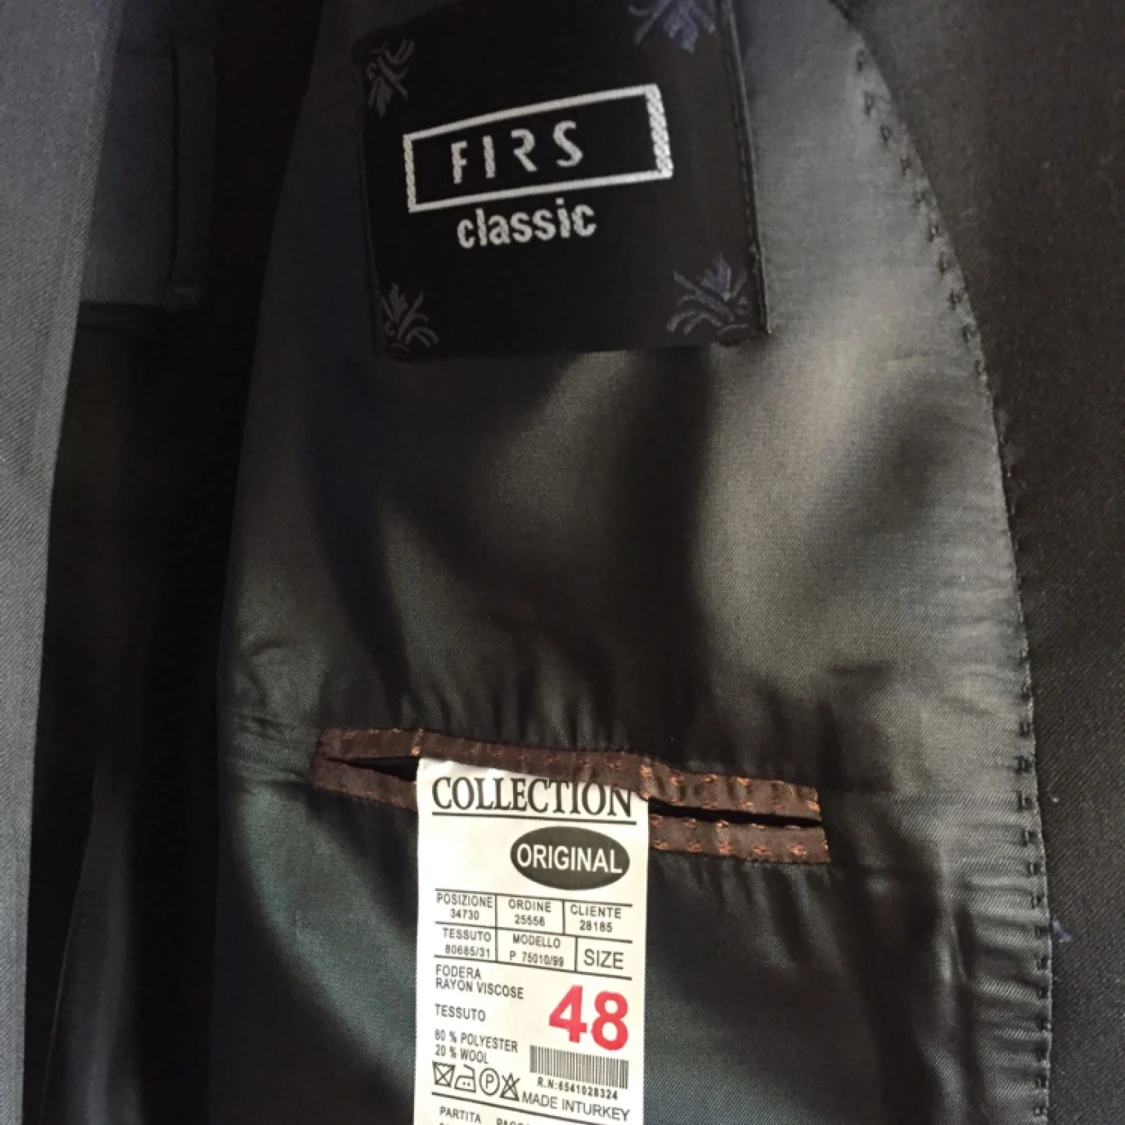 FIRS
classic
COLLECTION
ORIGINAL
POSIZIONE ORDINE CLIENTE
34730 25556 28185
TESSUTO MODELLO SIZE
80685/31 P 75010/99
FODERA
RAYON VISCOSE
TESSUTO 48
80 % POLYESTER
20 % WOOL
R.N:6541028324
MADE INTURKEY
PARTITA